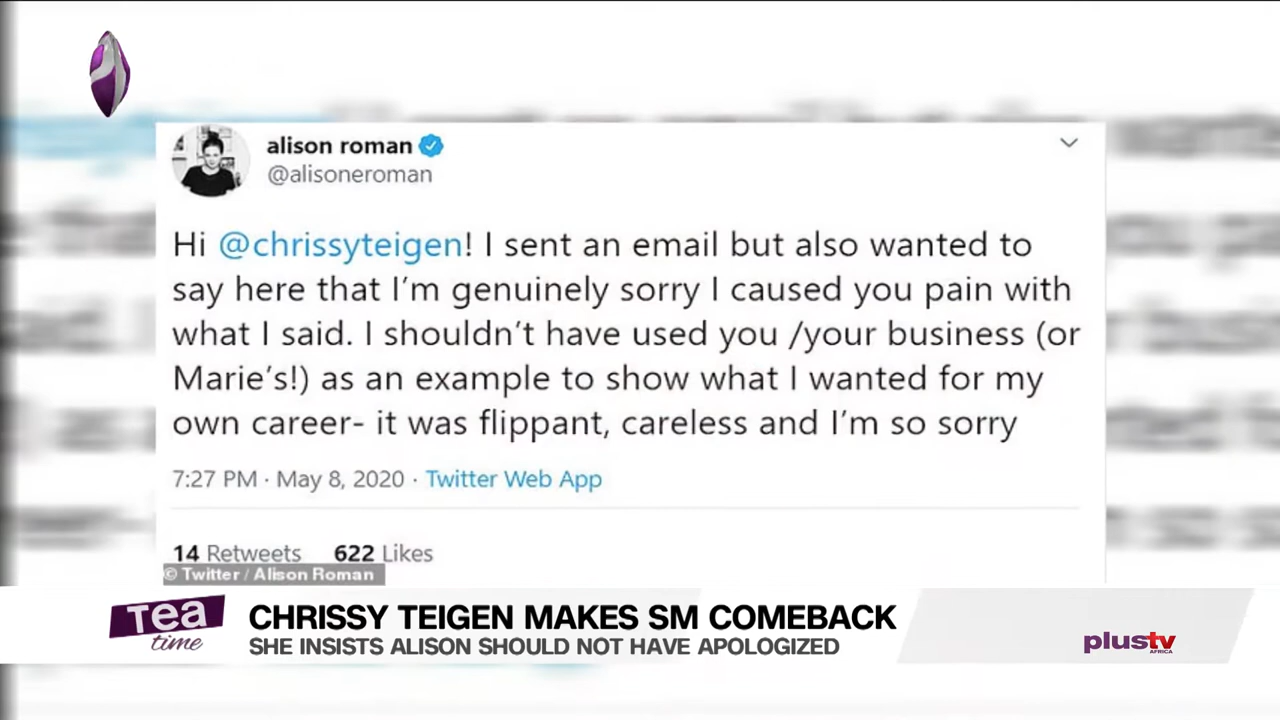 alison roman
@alisoneroman
Hi @chrissyteigen! I sent an email but also wanted to
say here that I'm genuinely sorry I caused you pain with
what I said. I shouldn't have used you /your business (or
Marie's!) as an example to show what I wanted for my
own career- it was flippant, careless and I'm so sorry
7:27 PM · May 8, 2020 · Twitter Web App
14 Retweets 622 Likes
© Twitter / Alison Roman
Tea
time
CHRISSY TEIGEN MAKES SM COMEBACK
SHE INSISTS ALISON SHOULD NOT HAVE APOLOGIZED
plustv
AFRICA